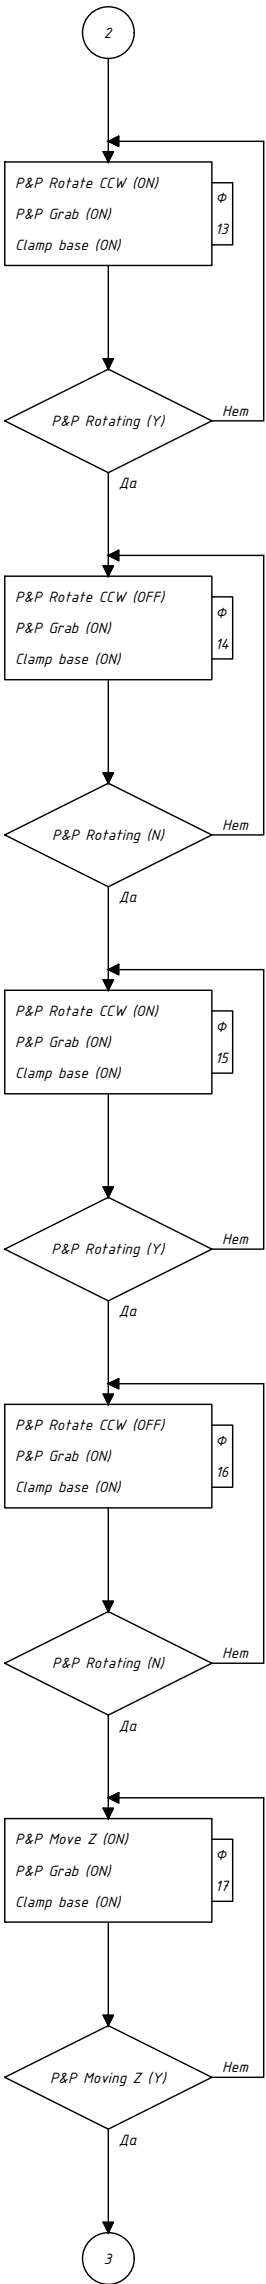 2
P&P Rotate CCW (ON)
P&P Grab (ON)
Clamp base (ON)
Ф
13
P&P Rotating (Y)
Нет
Да
P&P Rotate CCW (OFF)
P&P Grab (ON)
Clamp base (ON)
Ф
14
P&P Rotating (N)
Нет
Да
P&P Rotate CCW (ON)
P&P Grab (ON)
Clamp base (ON)
Ф
15
P&P Rotating (Y)
Нет
Да
P&P Rotate CCW (OFF)
P&P Grab (ON)
Clamp base (ON)
Ф
16
P&P Rotating (N)
Нет
Да
P&P Move Z (ON)
P&P Grab (ON)
Clamp base (ON)
Ф
17
P&P Moving Z (Y)
Нет
Да
3